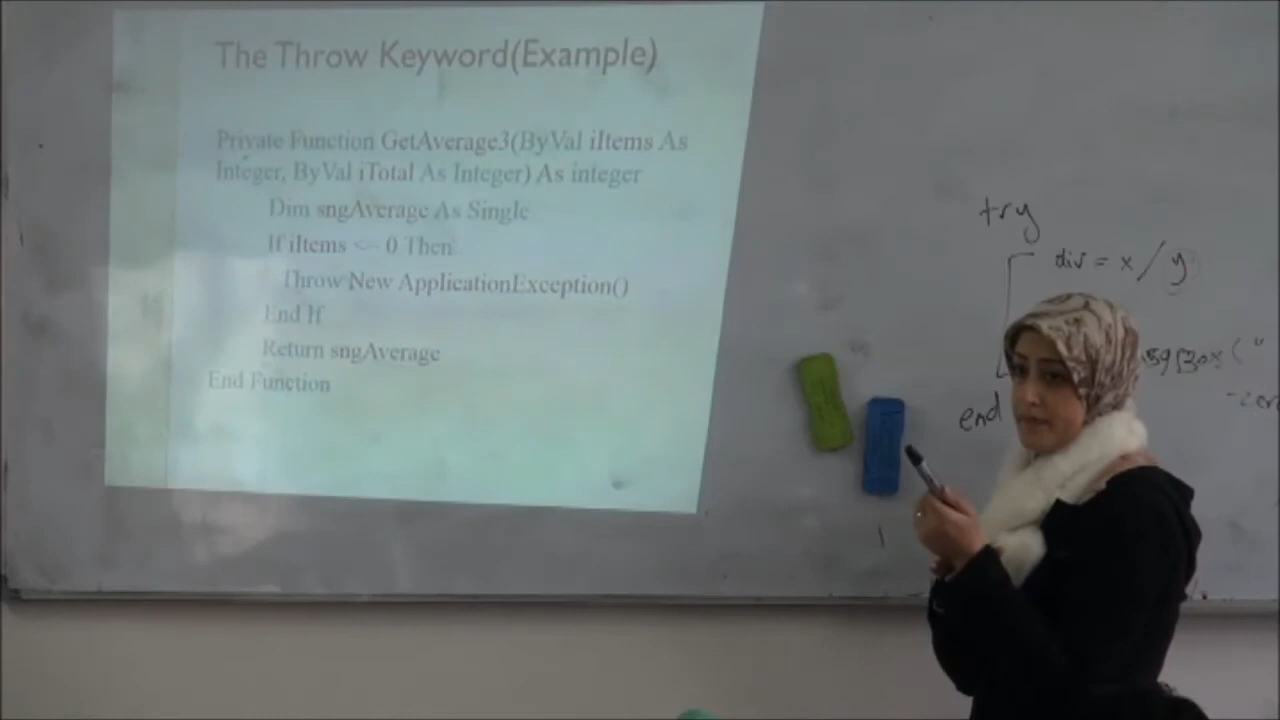 The Throw Keyword(Example)
Private Function GetAverage3(ByVal iItems As
Integer, ByVal iTotal As Integer) As integer
Dim sngAverage As Single
If iItems <= 0 Then
Throw New ApplicationException()
End If
Return sngAverage
End Function
try
div = x / y
end